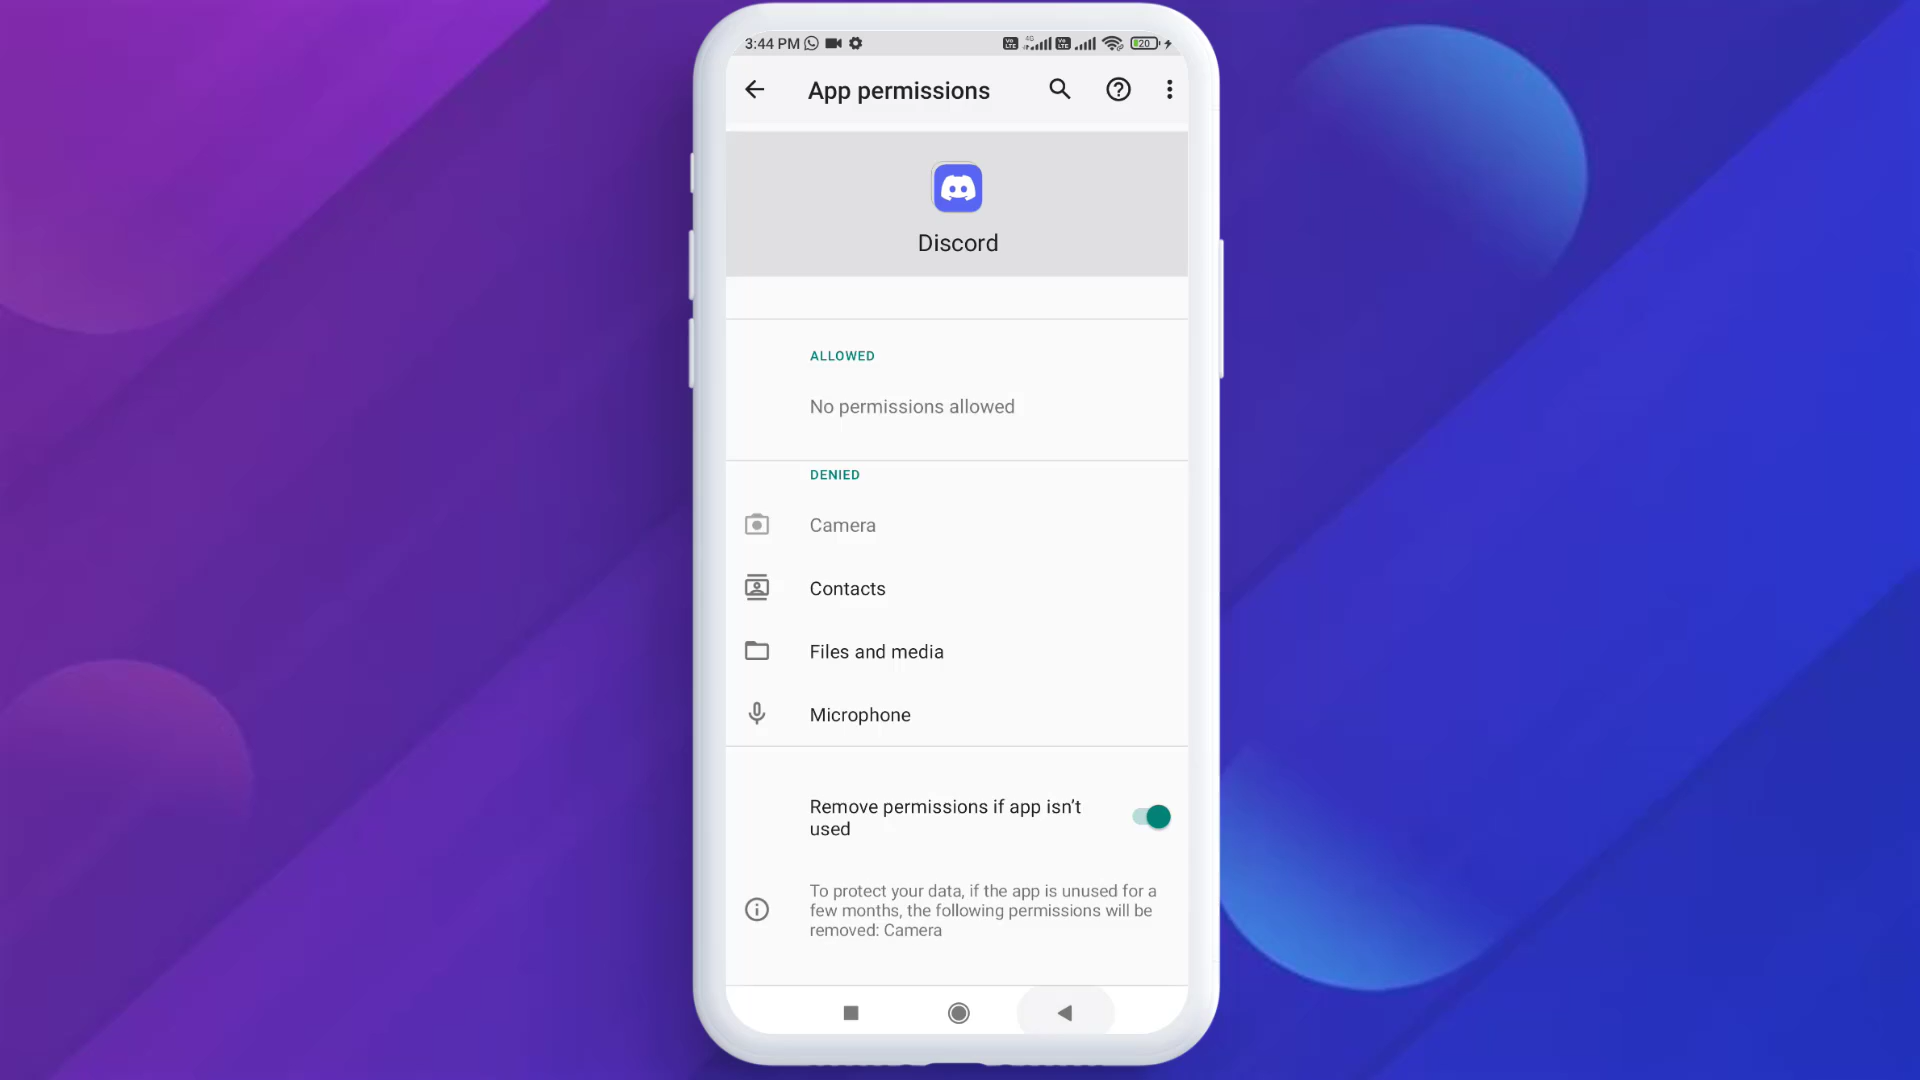 3:44 PM
4G
20
App permissions
Discord
ALLOWED
No permissions allowed
DENIED
Camera
Contacts
Files and media
Microphone
Remove permissions if app isn't
used
To protect your data, if the app is unused for a
few months, the following permissions will be
removed: Camera